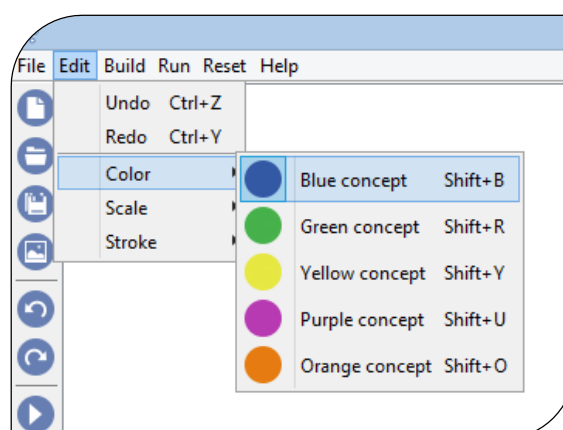 File Edit Build Run Reset Help
Undo Ctrl+Z
Redo Ctrl+Y
Color
Scale
Stroke
Blue concept Shift+B
Green concept Shift+R
Yellow concept Shift+Y
Purple concept Shift+U
Orange concept Shift+O